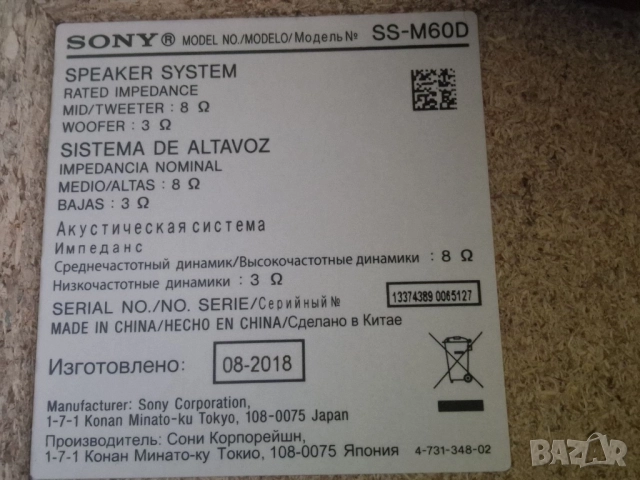 SONY® MODEL NO./MODELO/Модель№ SS-M60D
SPEAKER SYSTEM
RATED IMPEDANCE
MID/TWEETER : 8 Ω
WOOFER : 3 Ω
SISTEMA DE ALTAVOZ
IMPEDANCIA NOMINAL
MEDIO/ALTAS : 8 Ω
BAJAS : 3 Ω
Акустическая система
Импеданс
Среднечастотный динамик/Высокочастотные динамики : 8 Ω
Низкочастотные динамики : 3 Ω
SERIAL NO./NO. SERIE/Серийный№ 13374389 0065127
MADE IN CHINA/HECHO EN CHINA/Сделано в Китае
Изготовлено: 08-2018
Manufacturer: Sony Corporation,
1-7-1 Konan Minato-ku Tokyo, 108-0075 Japan
Производитель: Сони Корпорейшн,
1-7-1 Конан Минато-ку Токио, 108-0075 Япония 4-731-348-02
BAZAR